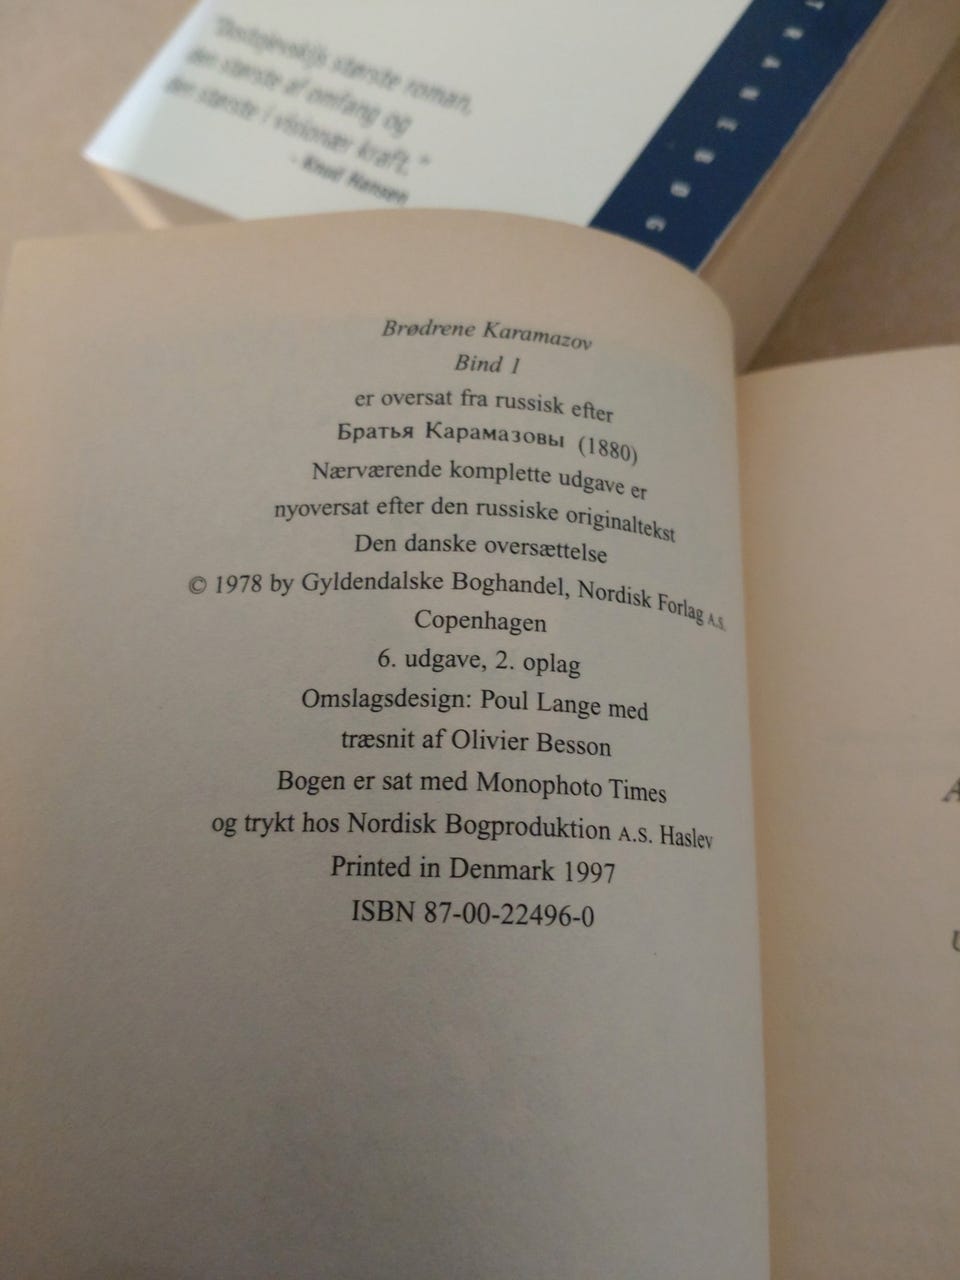 "Dostojevskijs største roman,
den største af omfang og
den største i visionær kraft."
- Knud Hansen
TRANEBØG
Brødrene Karamazov
Bind 1
er oversat fra russisk efter
Братья Карамазовы (1880)
Nærværende komplette udgave er
nyoversat efter den russiske originaltekst
Den danske oversættelse
© 1978 by Gyldendalske Boghandel, Nordisk Forlag A.S.
Copenhagen
6. udgave, 2. oplag
Omslagsdesign: Poul Lange med
træsnit af Olivier Besson
Bogen er sat med Monophoto Times
og trykt hos Nordisk Bogproduktion A.S. Haslev
Printed in Denmark 1997
ISBN 87-00-22496-0